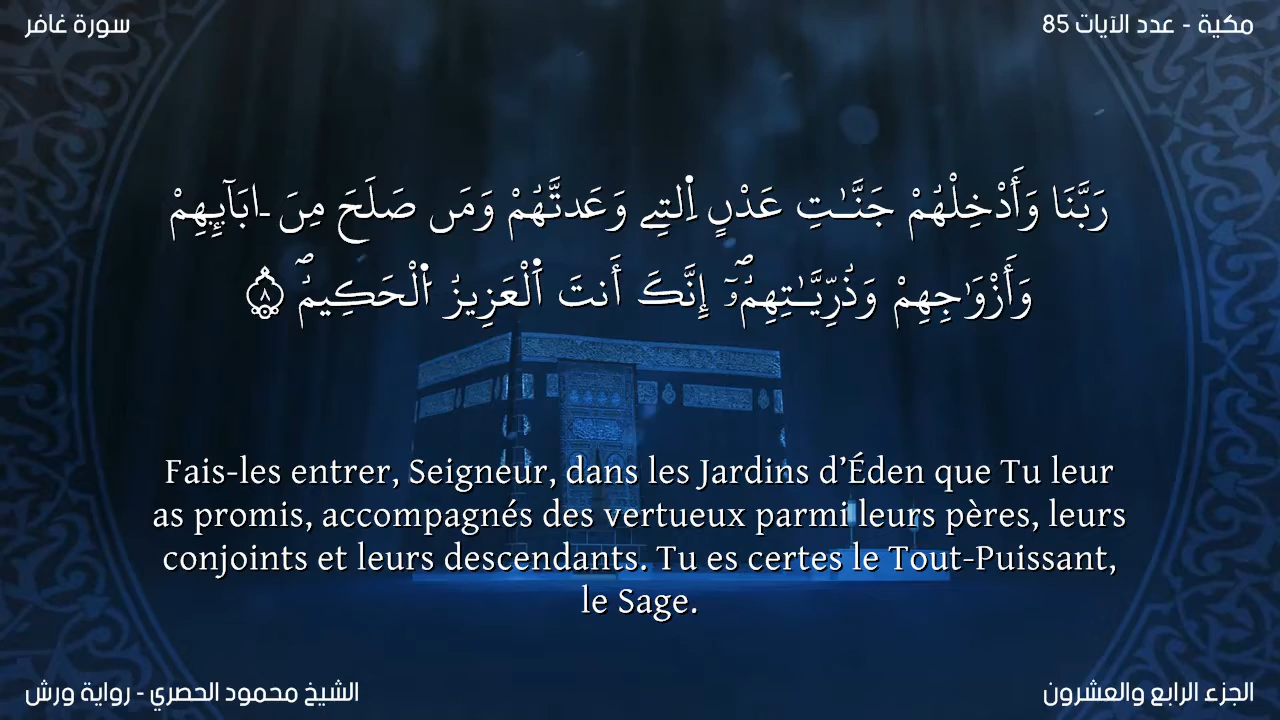 سورة غافر
مكية - عدد الآيات 85
رَبَّنَا وَأَدْخِلْهُمْ جَنَّـٰتِ عَدْنٍ اِ۬لتِے وَعَدتَّهُمْ وَمَن صَلَحَ مِنَ ـابَآئِهِمْ
وَأَزْوَٰجِهِمْ وَذُرِّيَّـٰتِهِمُۥٓۖ إِنَّكَ أَنتَ اَ۬لْعَزِيزُ اُ۬لْحَكِيمُۖ ۝٨
Fais-les entrer, Seigneur, dans les Jardins d’Éden que Tu leur
as promis, accompagnés des vertueux parmi leurs pères, leurs
conjoints et leurs descendants. Tu es certes le Tout-Puissant,
le Sage.
الشيخ محمود الحصري - رواية ورش
الجزء الرابع والعشرون